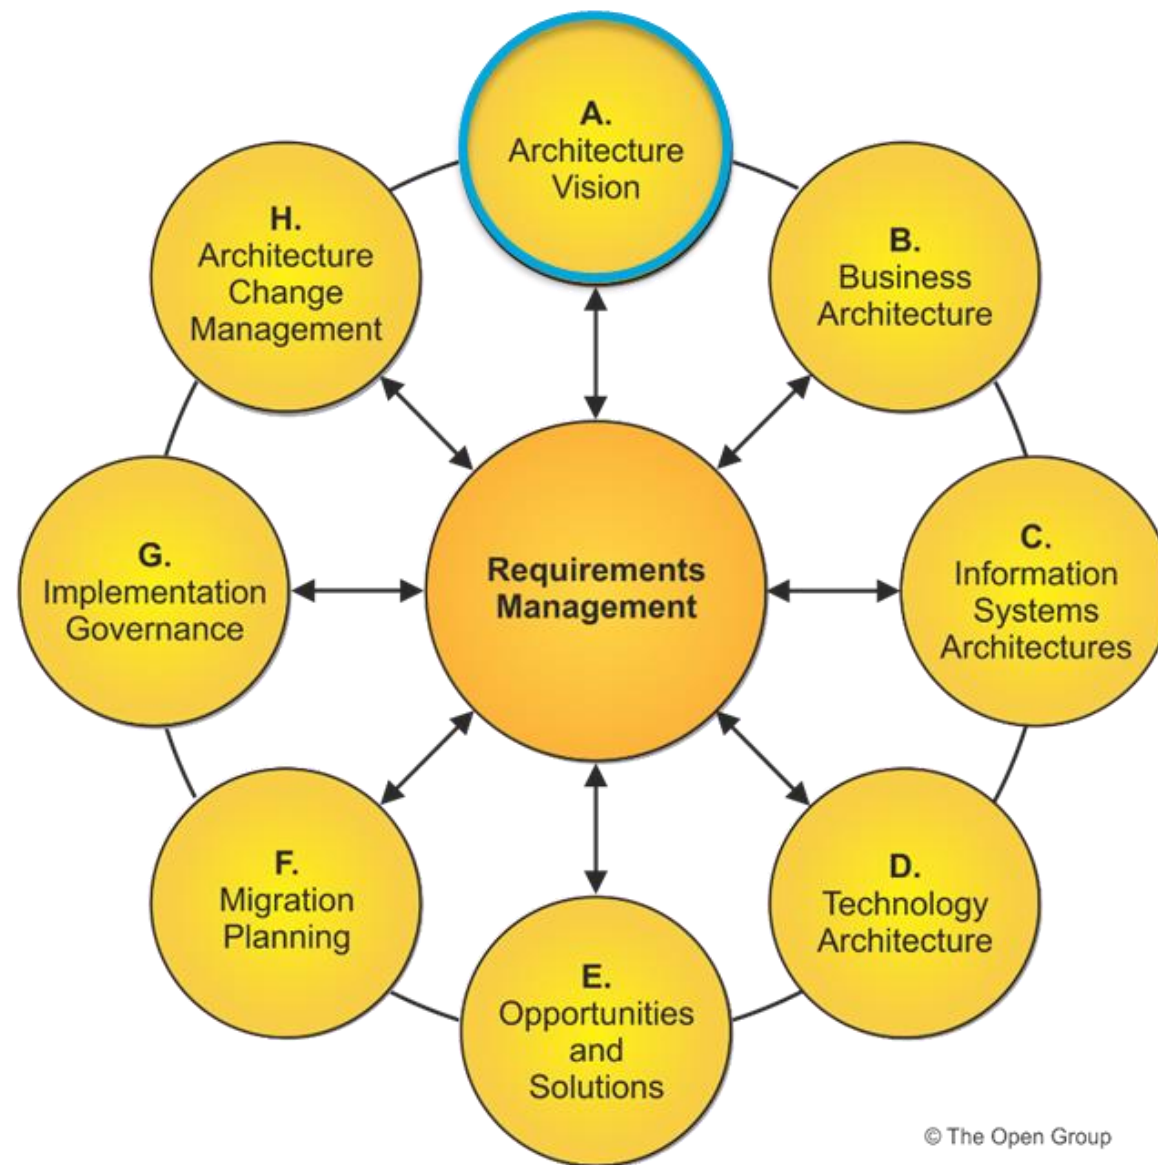 A.
Architecture
Vision
B.
Business
Architecture
C.
Information
Systems
Architectures
D.
Technology
Architecture
E.
Opportunities
and
Solutions
F.
Migration
Planning
G.
Implementation
Governance
H.
Architecture
Change
Management
Requirements
Management
© The Open Group